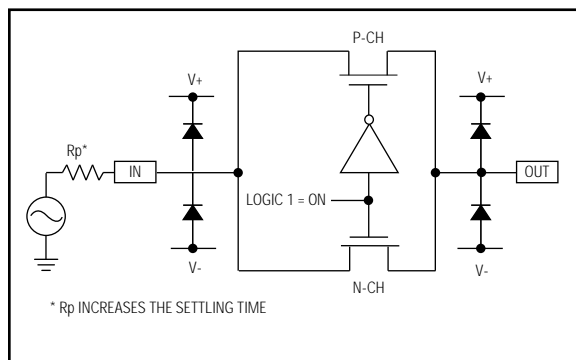 P-CH
V+
V+
Rp*
IN
OUT
LOGIC 1 = ON
V-
V-
N-CH
* Rp INCREASES THE SETTLING TIME